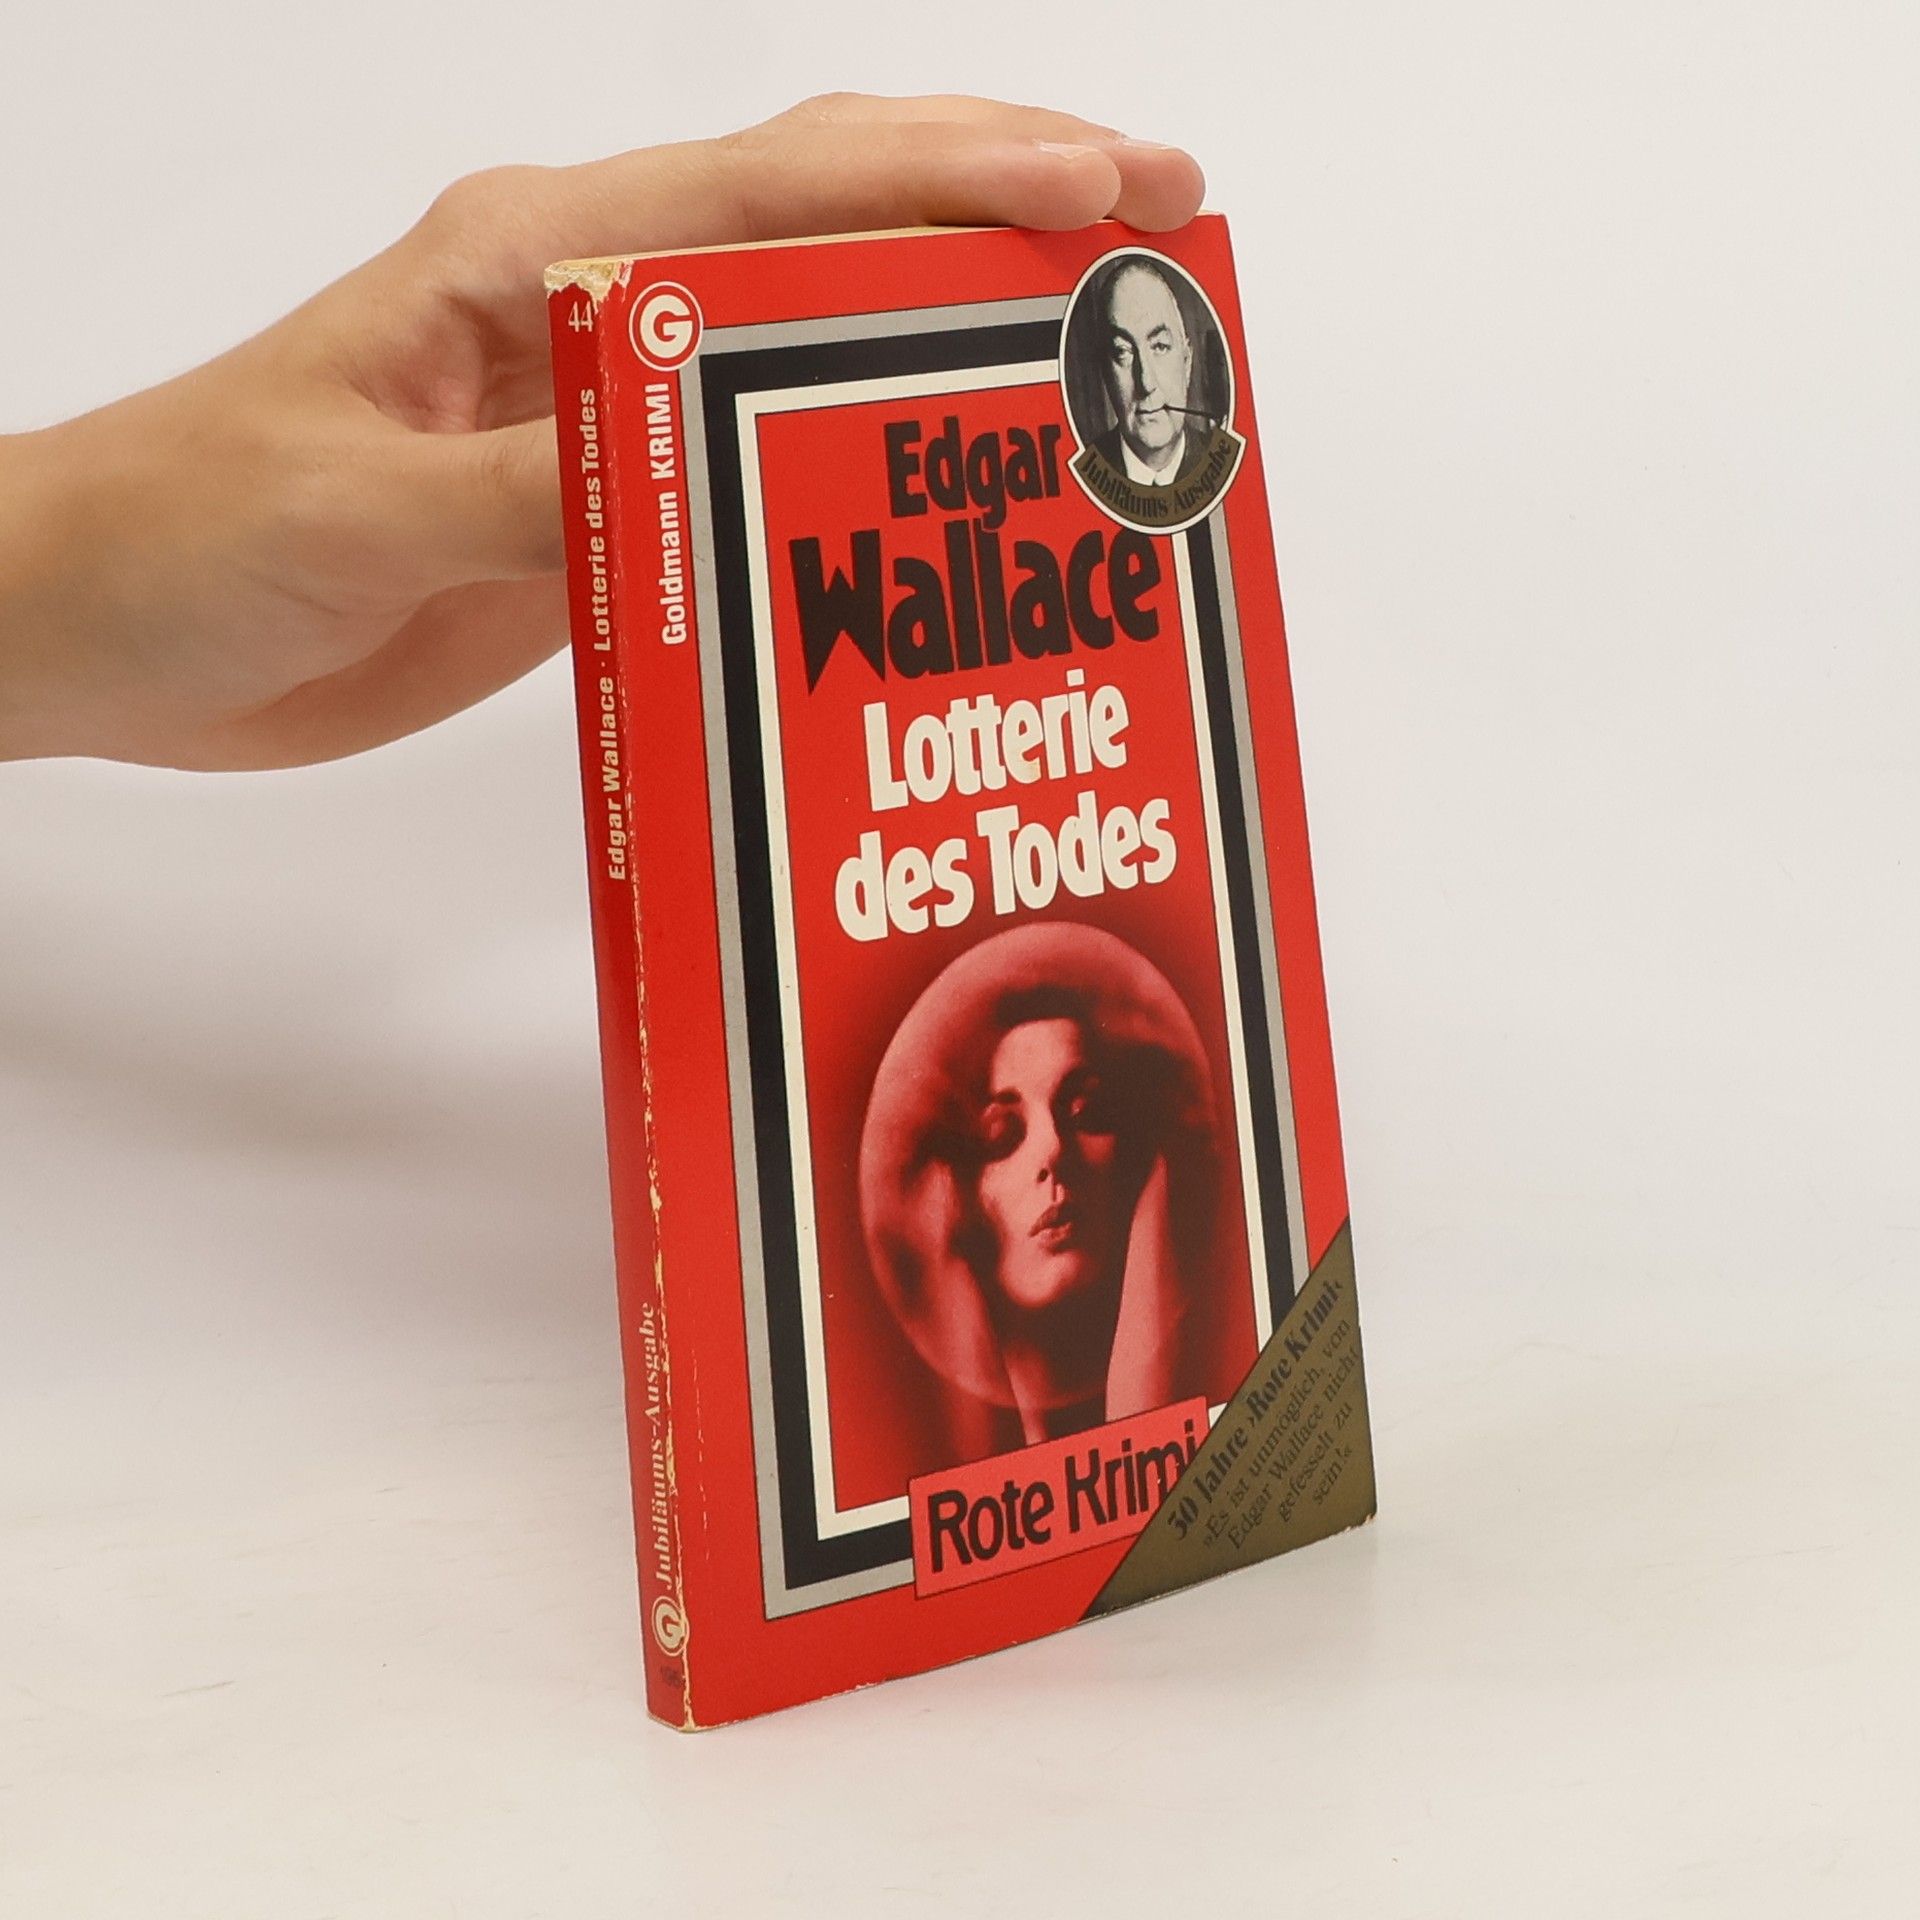 44
Edgar Wallace · Lotterie des Todes
Jubiläums-Ausgabe
G
G
Goldmann KRIMI
Jubiläums-Ausgabe
Edgar
Wallace
Lotterie
des Todes
Rote Krimi
30 Jahre ›Rote Krimi‹
»Es ist unmöglich, von
Edgar Wallace nicht
gefesselt zu
sein!«